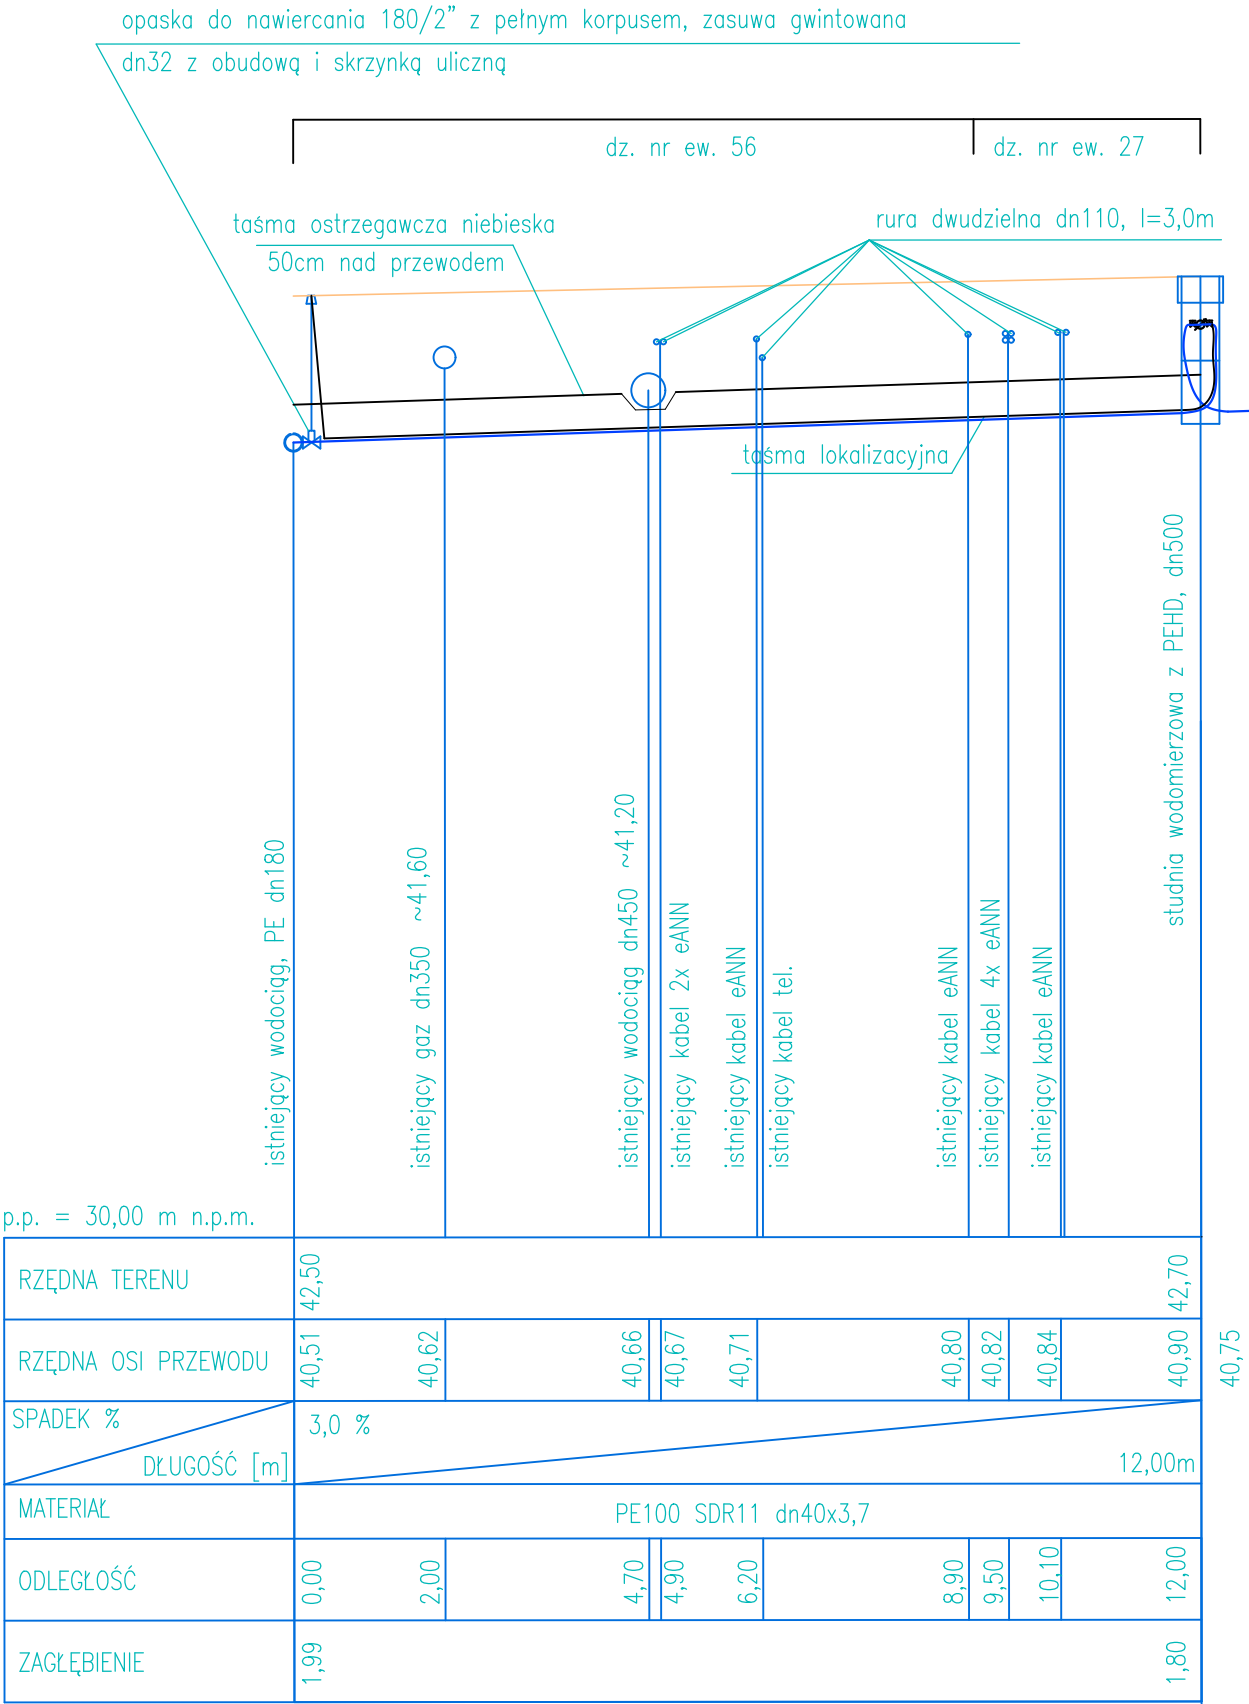 opaska do nawiercania 180/2” z pełnym korpusem, zasuwa gwintowana
dn32 z obudową i skrzynką uliczną
dz. nr ew. 56
dz. nr ew. 27
taśma ostrzegawcza niebieska
50cm nad przewodem
rura dwudzielna dn110, l=3,0m
taśma lokalizacyjna
istniejący wodociąg, PE dn180
istniejący gaz dn350 ~41,60
istniejący wodociąg dn450 ~41,20
istniejący kabel 2x eANN
istniejący kabel eANN
istniejący kabel tel.
istniejący kabel eANN
istniejący kabel 4x eANN
istniejący kabel eANN
studnia wodomierzowa z PEHD, dn500
p.p. = 30,00 m n.p.m.
RZĘDNA TERENU
42,50
42,70
RZĘDNA OSI PRZEWODU
40,51
40,62
40,66
40,67
40,71
40,80
40,82
40,84
40,90
40,75
SPADEK %
DŁUGOŚĆ [m]
3,0 %
12,00m
MATERIAŁ
PE100 SDR11 dn40x3,7
ODLEGŁOŚĆ
0,00
2,00
4,70
4,90
6,20
8,90
9,50
10,10
12,00
ZAGŁĘBIENIE
1,99
1,80